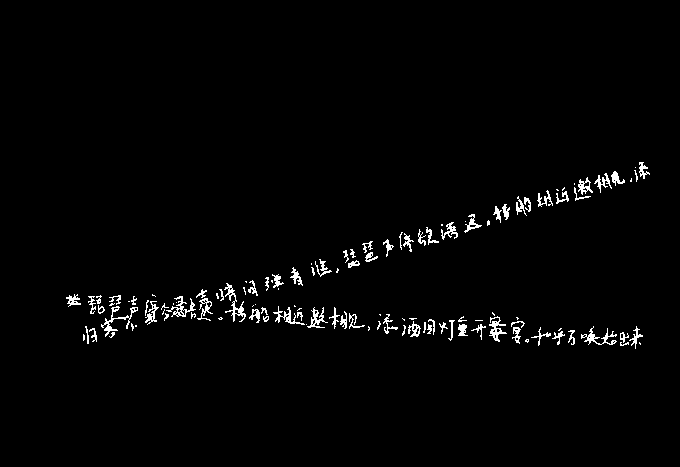 琵琶声暗问弹者谁，琵琶声停欲语迟。移船相近邀相见，添
归客不。移船相近邀相见，添酒回灯重开宴。千呼万唤始出来